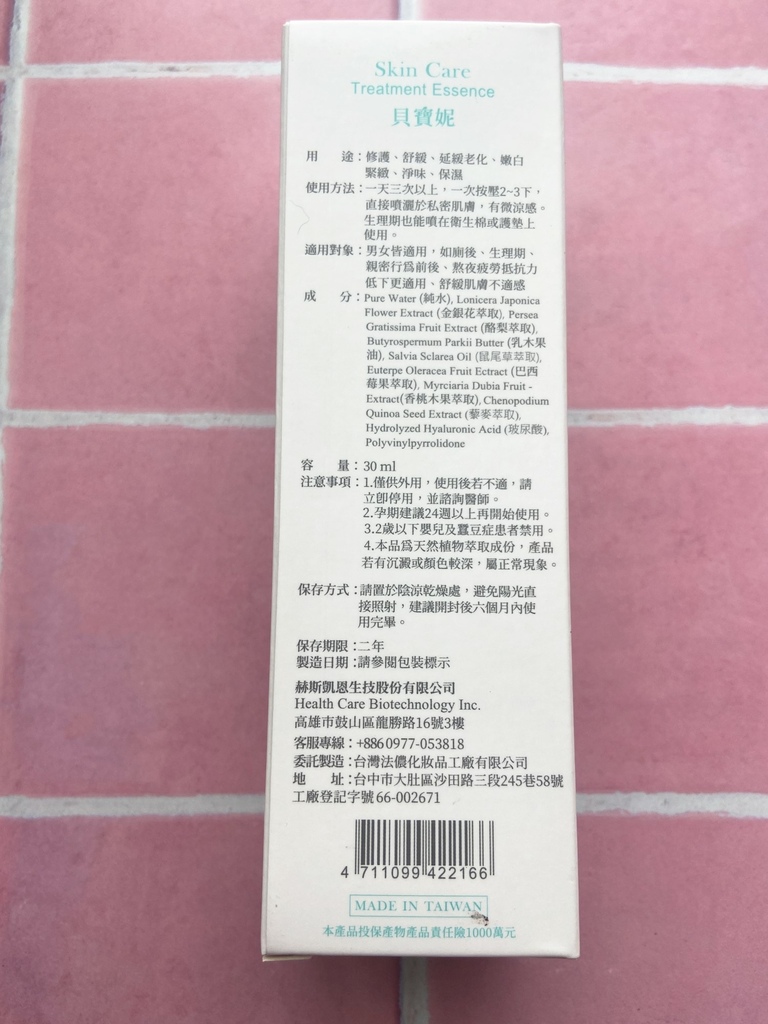 Skin Care
Treatment Essence
貝寶妮
用　途：修護、舒緩、延緩老化、嫩白
緊緻、淨味、保濕
使用方法：一天三次以上，一次按壓2~3下，
直接噴灑於私密肌膚，有微涼感。
生理期也能噴在衛生棉或護墊上
使用。
適用對象：男女皆適用，如廁後、生理期、
親密行為前後、熬夜疲勞抵抗力
低下更適用、舒緩肌膚不適感
成　分：Pure Water (純水), Lonicera Japonica
Flower Extract (金銀花萃取), Persea
Gratissima Fruit Extract (酪梨萃取),
Butyrospermum Parkii Butter (乳木果
油), Salvia Sclarea Oil (鼠尾草萃取),
Euterpe Oleracea Fruit Ectract (巴西
莓果萃取), Myrciaria Dubia Fruit -
Extract(香桃木果萃取), Chenopodium
Quinoa Seed Extract (藜麥萃取),
Hydrolyzed Hyaluronic Acid (玻尿酸),
Polyvinylpyrrolidone
容　量：30 ml
注意事項：1.僅供外用，使用後若不適，請
立即停用，並諮詢醫師。
2.孕期建議24週以上再開始使用。
3.2歲以下嬰兒及蠶豆症患者禁用。
4.本品為天然植物萃取成份，產品
若有沉澱或顏色較深，屬正常現象。
保存方式：請置於陰涼乾燥處，避免陽光直
接照射，建議開封後六個月內使
用完畢。
保存期限：二年
製造日期：請參閱包裝標示
赫斯凱恩生技股份有限公司
Health Care Biotechnology Inc.
高雄市鼓山區龍勝路16號3樓
客服專線：+886 0977-053818
委託製造：台灣法儂化妝品工廠有限公司
地　址：台中市大肚區沙田路三段245巷58號
工廠登記字號 66-002671
4 711099 422166
MADE IN TAIWAN
本產品投保產物產品責任險1000萬元